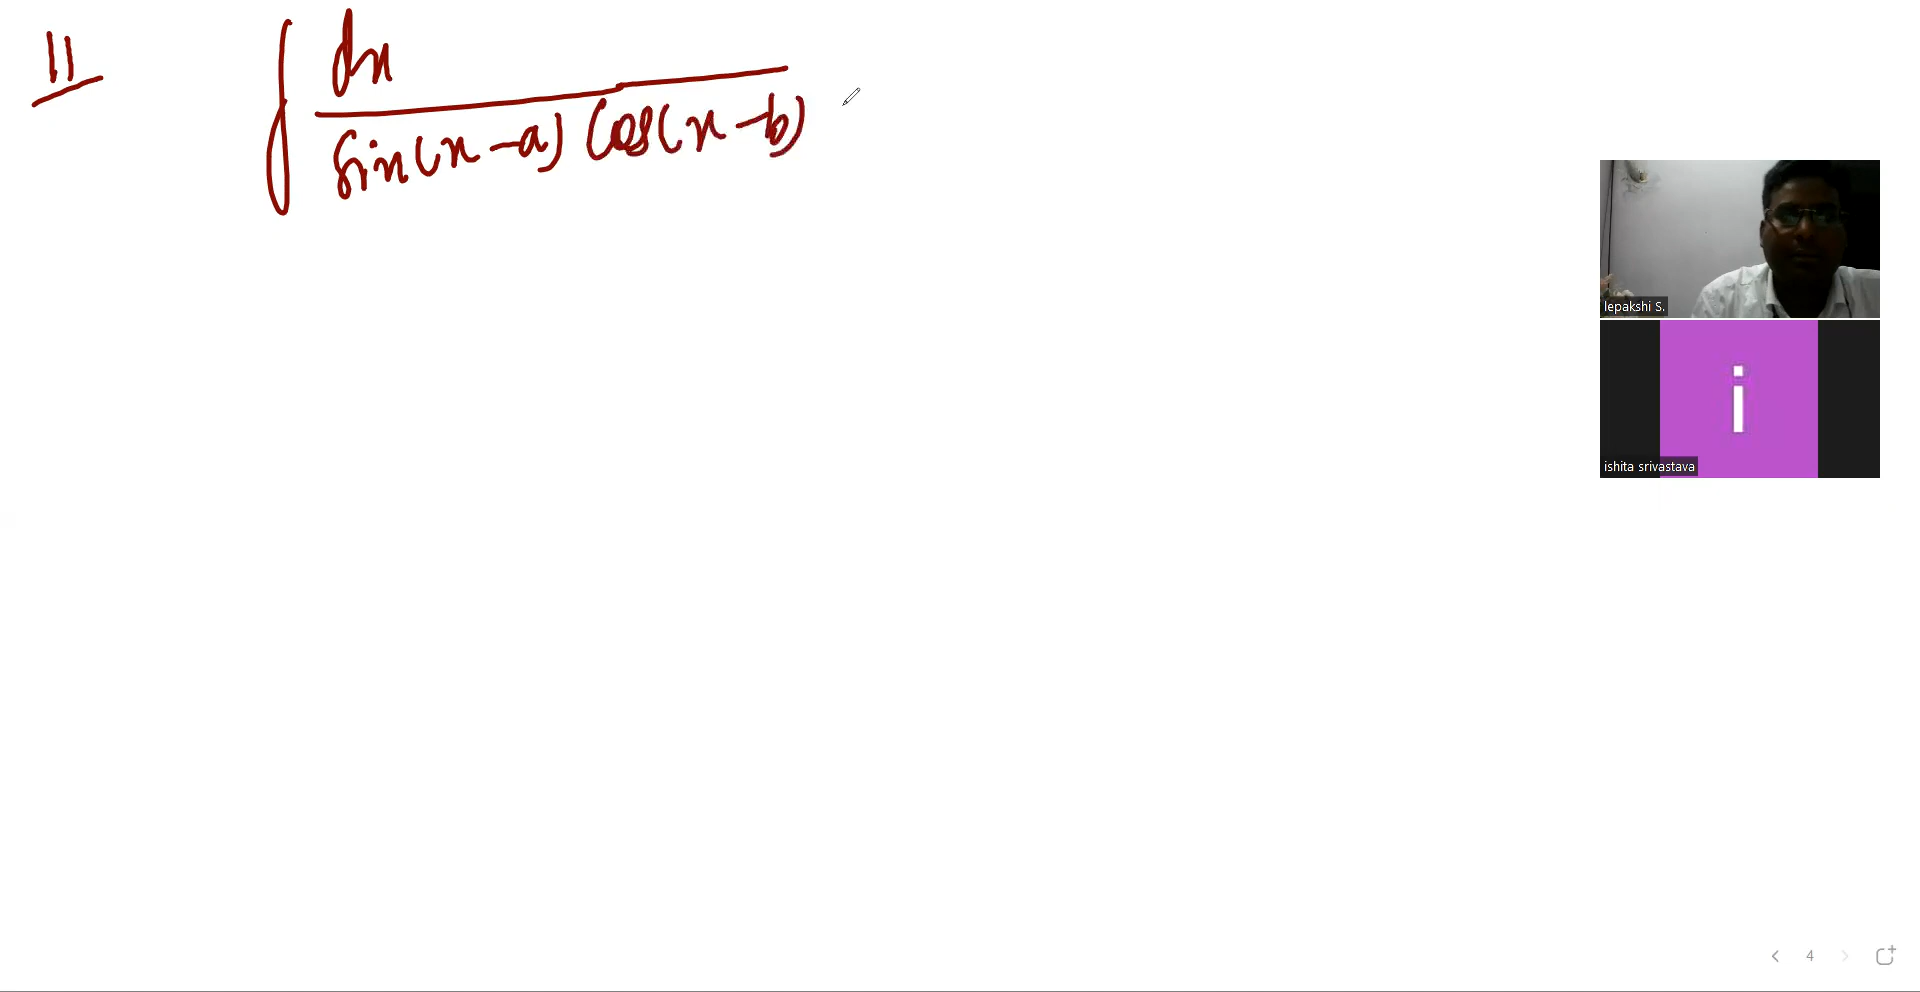 11
∫ dx
sin(x-a) cos(x-b)
lepakshi S.
i
ishita srivastava
4